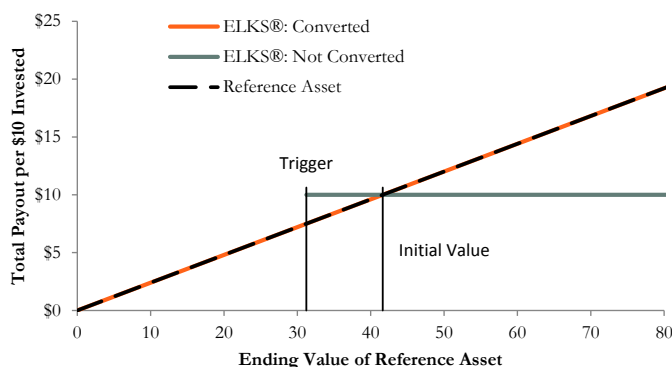 $25
$20
$15
$10
$5
$0
Total Payout per $10 Invested
ELKS®: Converted
ELKS®: Not Converted
Reference Asset
Trigger
Initial Value
0 10 20 30 40 50 60 70 80
Ending Value of Reference Asset